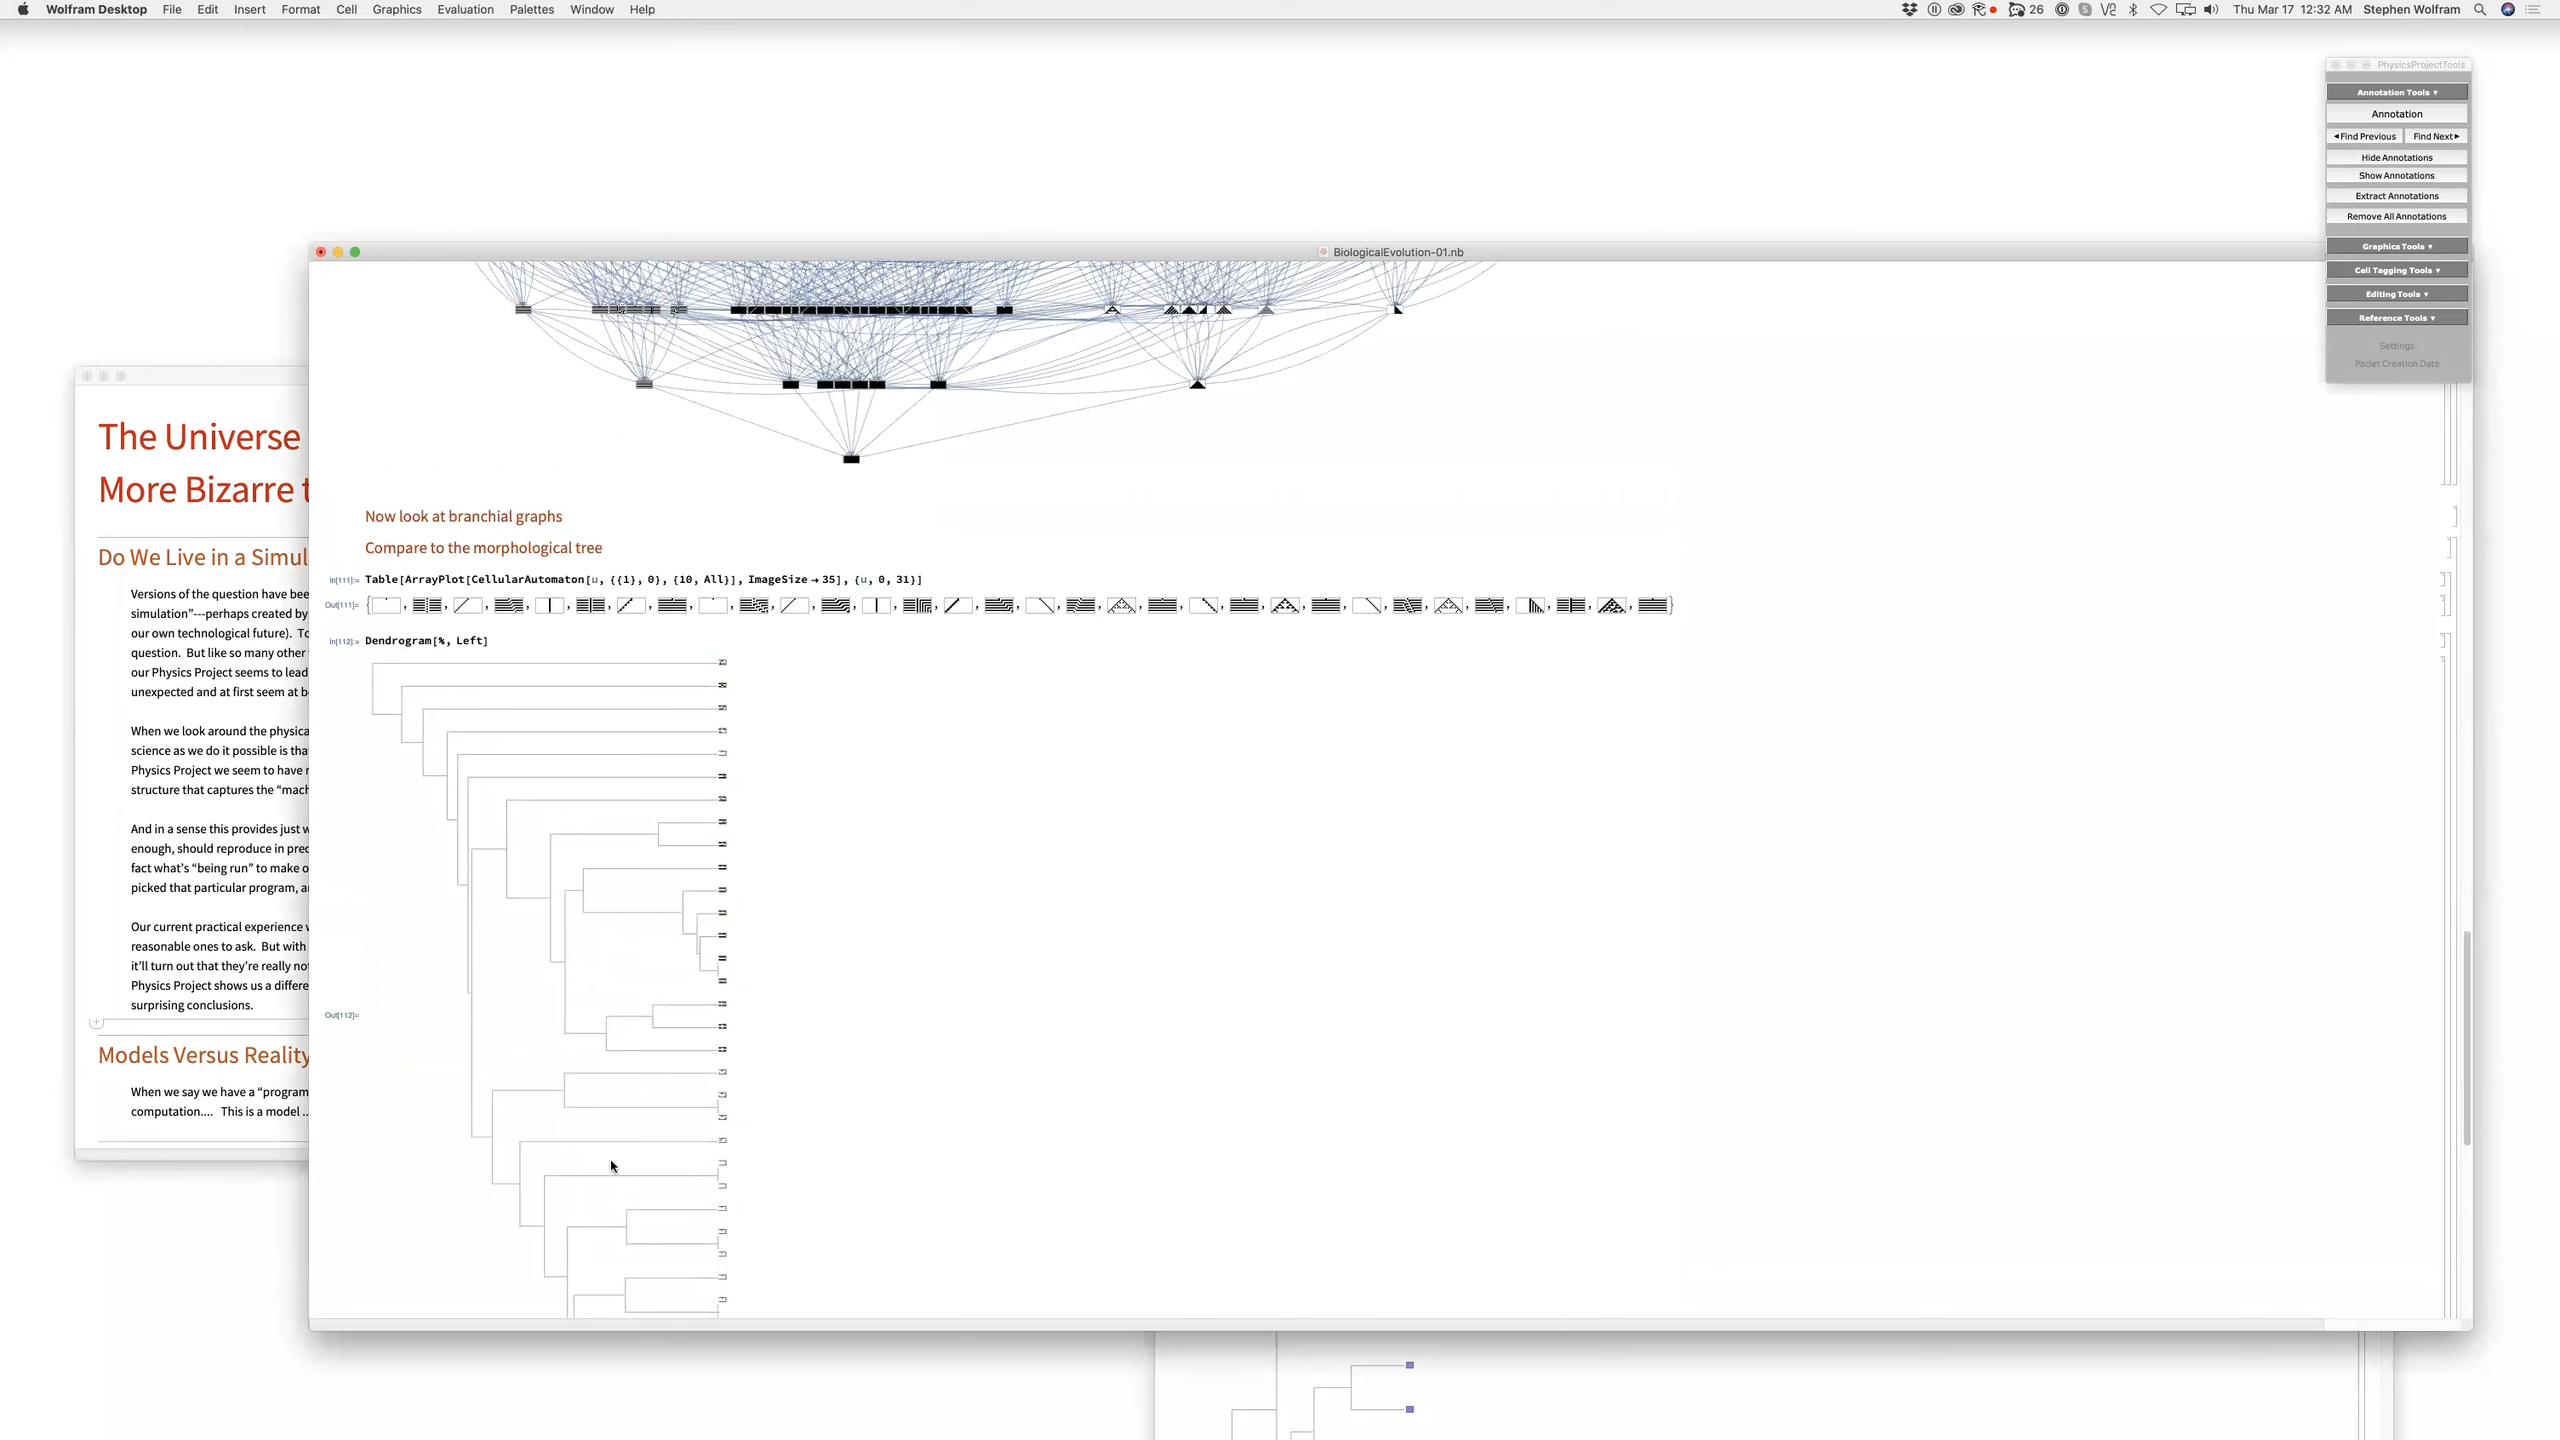 Wolfram Desktop File Edit Insert Format Cell Graphics Evaluation Palettes Window Help
26 Thu Mar 17 12:32 AM Stephen Wolfram
PhysicsProjectTools
Annotation Tools ▾
Annotation
◂Find Previous Find Next▸
Hide Annotations
Show Annotations
Extract Annotations
Remove All Annotations
Graphics Tools ▾
Call Tagging Tools ▾
Editing Tools ▾
Reference Tools ▾
Settings
Paclet Creation Date
BiologicalEvolution-01.nb
Now look at branchial graphs
Compare to the morphological tree
In[111]:= Table[ArrayPlot[CellularAutomaton[u, {{1}, 0}, {10, All}], ImageSize → 35], {u, 0, 31}]
Out[111]=
In[112]:= Dendrogram[%, Left]
Out[112]=
The Universe
More Bizarre
Do We Live in a Simul
Versions of the question have bee
simulation”---perhaps created by
our own technological future). To
question. But like so many other
our Physics Project seems to lead
unexpected and at first seem at b
When we look around the physica
science as we do it possible is tha
Physics Project we seem to have r
structure that captures the “mach
And in a sense this provides just w
enough, should reproduce in prec
fact what’s “being run” to make o
picked that particular program, a
Our current practical experience
reasonable ones to ask. But with
it’ll turn out that they’re really no
Physics Project shows us a differe
surprising conclusions.
Models Versus Reality
When we say we have a “program
computation.... This is a model ..